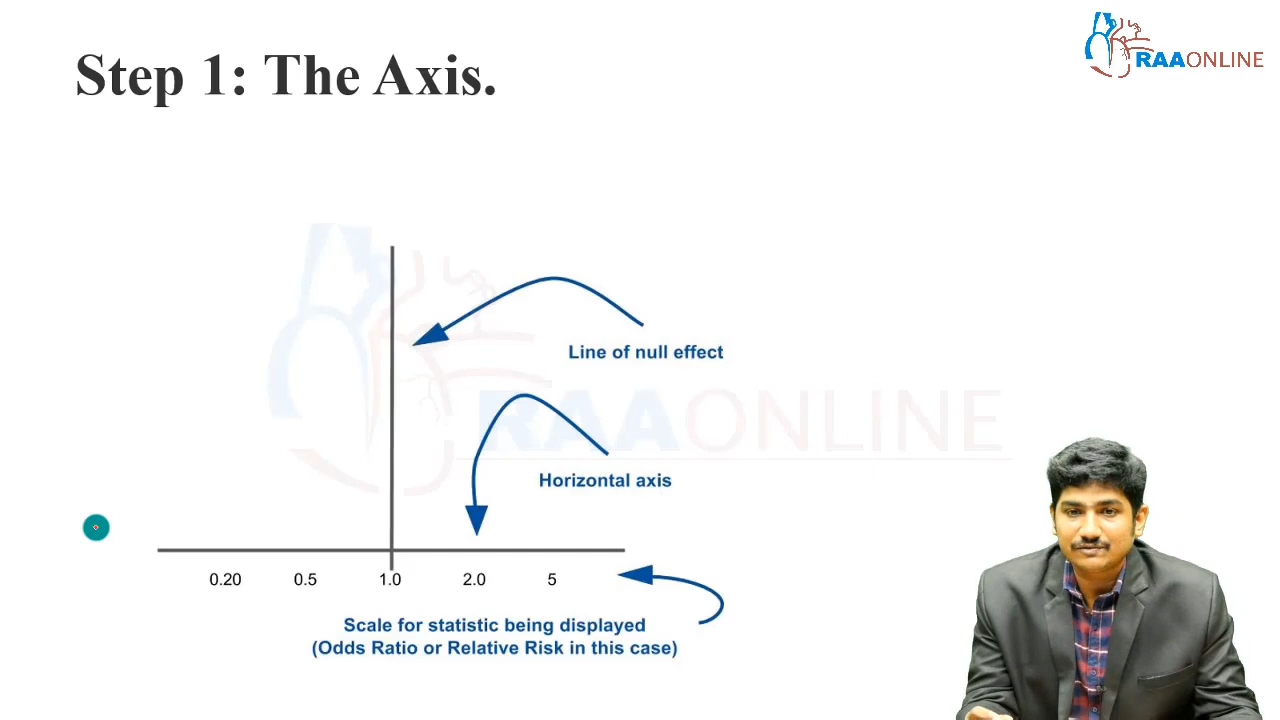 Step 1: The Axis.
RAAONLINE
Line of null effect
RAAONLINE
Horizontal axis
0.20 0.5 1.0 2.0 5
Scale for statistic being displayed
(Odds Ratio or Relative Risk in this case)